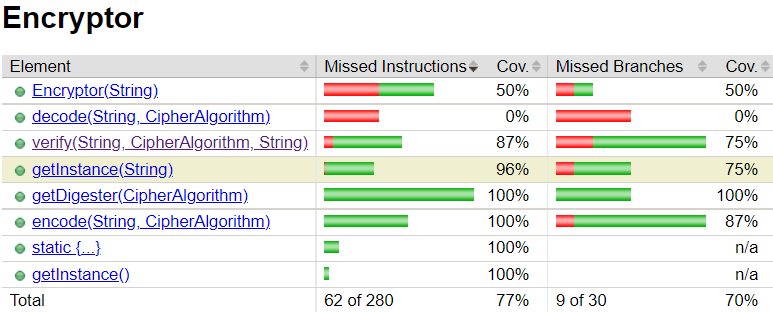 Encryptor
Element Missed Instructions Cov. Missed Branches Cov.
Encryptor(String) 50% 50%
decode(String, CipherAlgorithm) 0% 0%
verify(String, CipherAlgorithm, String) 87% 75%
getInstance(String) 96% 75%
getDigester(CipherAlgorithm) 100% 100%
encode(String, CipherAlgorithm) 100% 87%
static {...} 100% n/a
getInstance() 100% n/a
Total 62 of 280 77% 9 of 30 70%